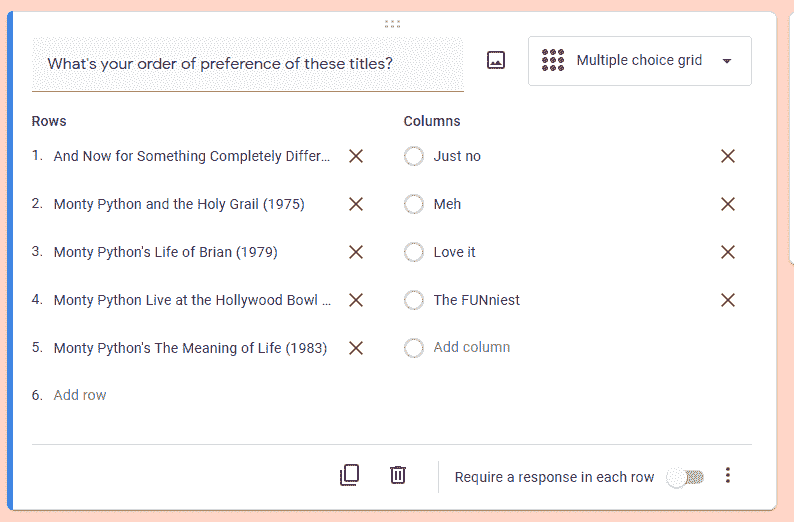 What's your order of preference of these titles?
Multiple choice grid
Rows
Columns
1. And Now for Something Completely Differ...
Just no
2. Monty Python and the Holy Grail (1975)
Meh
3. Monty Python's Life of Brian (1979)
Love it
4. Monty Python Live at the Hollywood Bowl ...
The FUNniest
5. Monty Python's The Meaning of Life (1983)
Add column
6. Add row
Require a response in each row